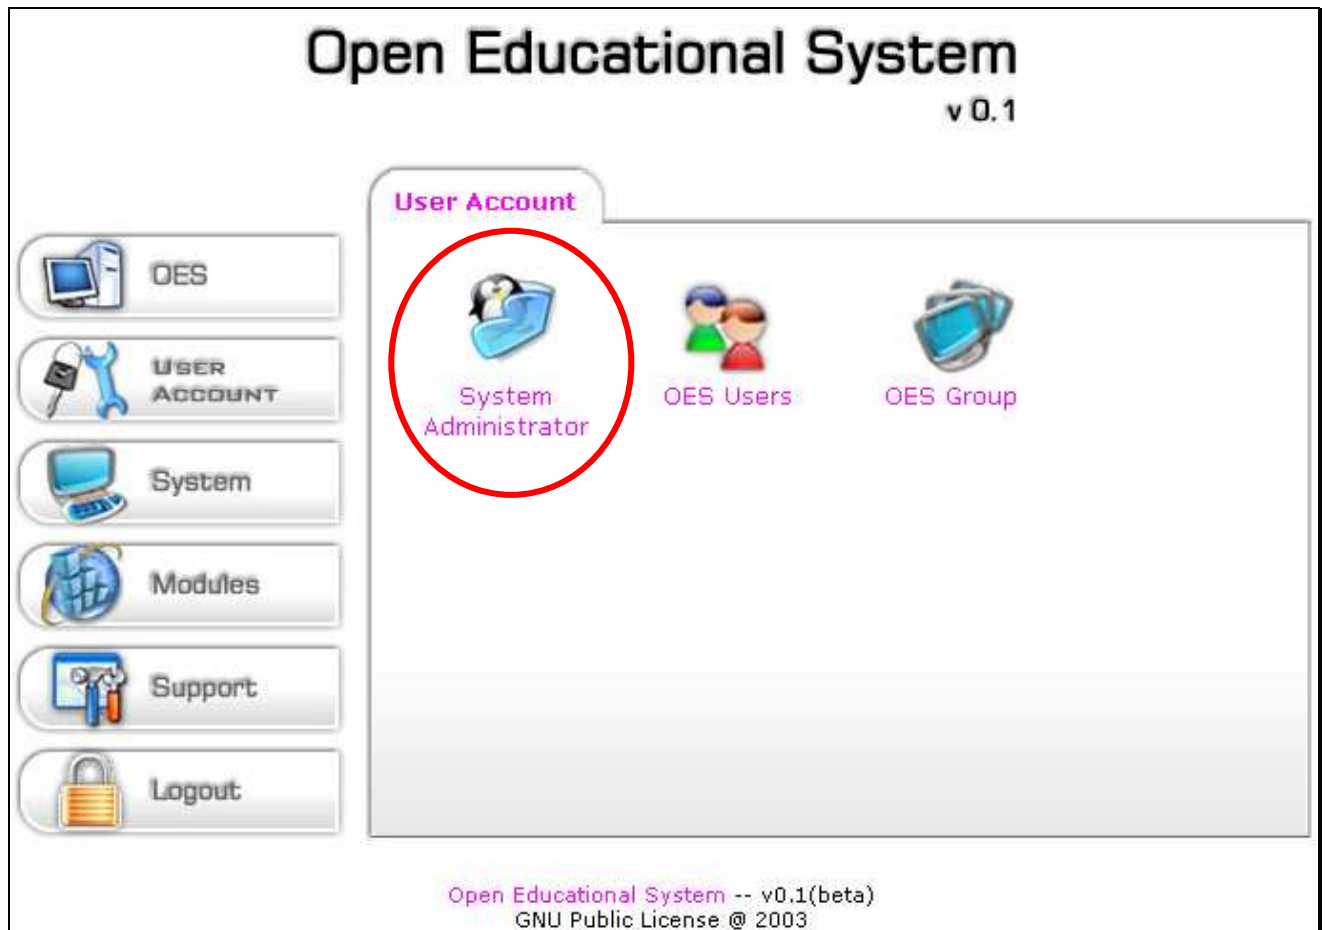 Open Educational System
v 0.1
User Account
OES
USER
ACCOUNT
System
Modules
Support
Logout
System
Administrator
OES Users
OES Group
Open Educational System -- v0.1(beta)
GNU Public License @ 2003